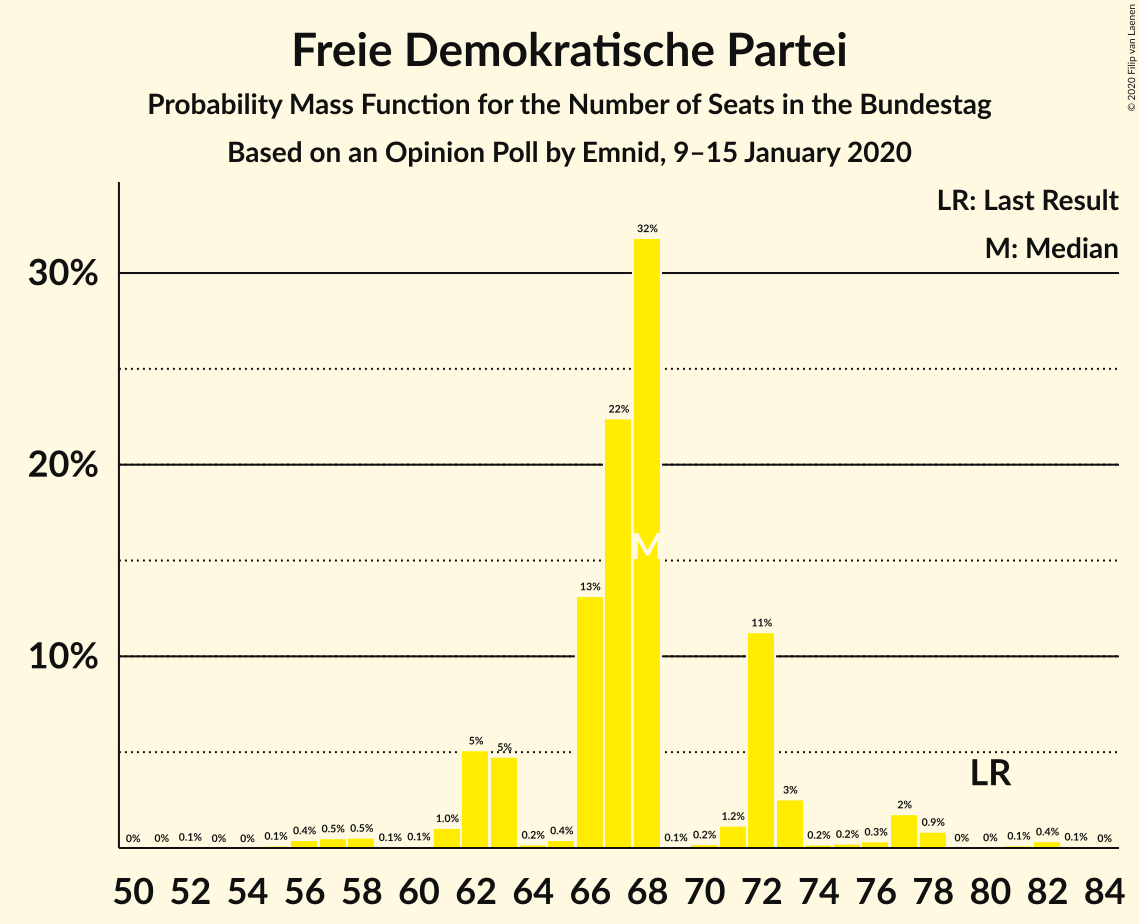 Freie Demokratische Partei
Probability Mass Function for the Number of Seats in the Bundestag
Based on an Opinion Poll by Emnid, 9–15 January 2020
© 2020 Filip van Laenen
LR: Last Result
M: Median
30%
20%
10%
0% 0% 0.1% 0% 0% 0.1% 0.4% 0.5% 0.5% 0.1% 0.1% 1.0% 5% 5% 0.2% 0.4% 13% 22% 32% 0.1% 0.2% 1.2% 11% 3% 0.2% 0.2% 0.3% 2% 0.9% 0% 0% 0.1% 0.4% 0.1% 0%
M
LR
50 52 54 56 58 60 62 64 66 68 70 72 74 76 78 80 82 84